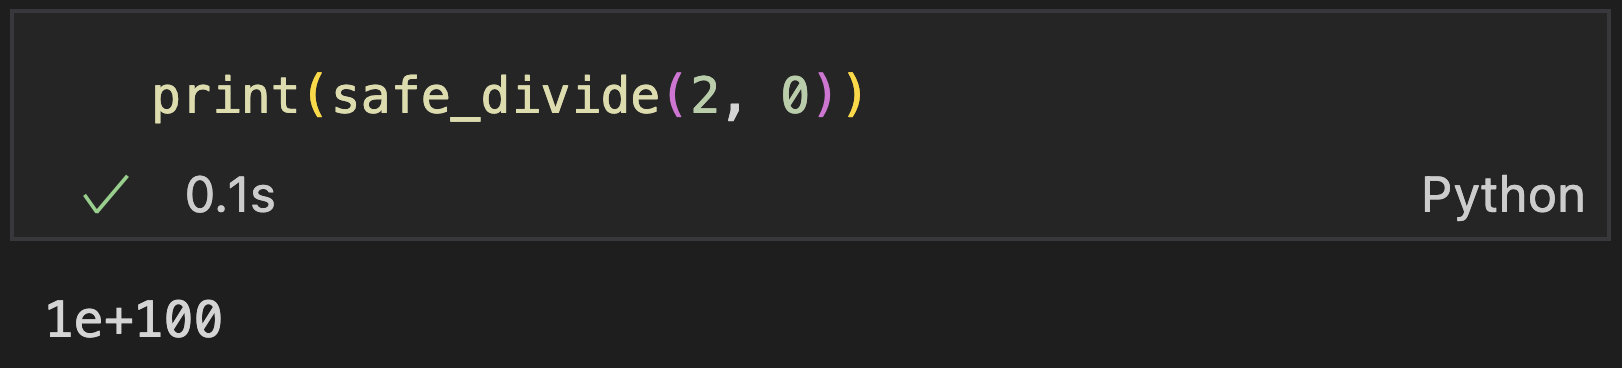 print(safe_divide(2, 0))
0.1s
Python
1e+100